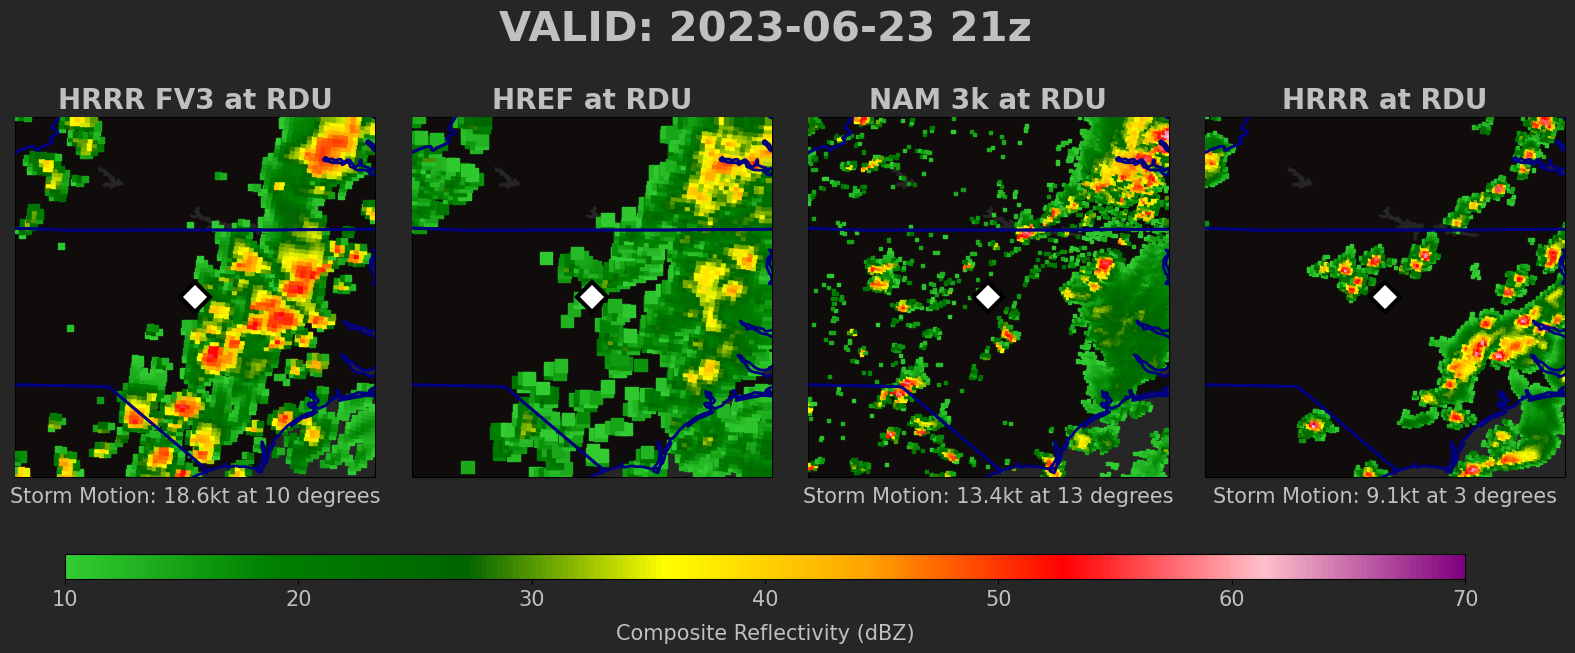 VALID: 2023-06-23 21z
HRRR FV3 at RDU
HREF at RDU
NAM 3k at RDU
HRRR at RDU
Storm Motion: 18.6kt at 10 degrees
Storm Motion: 13.4kt at 13 degrees
Storm Motion: 9.1kt at 3 degrees
10 20 30 40 50 60 70
Composite Reflectivity (dBZ)